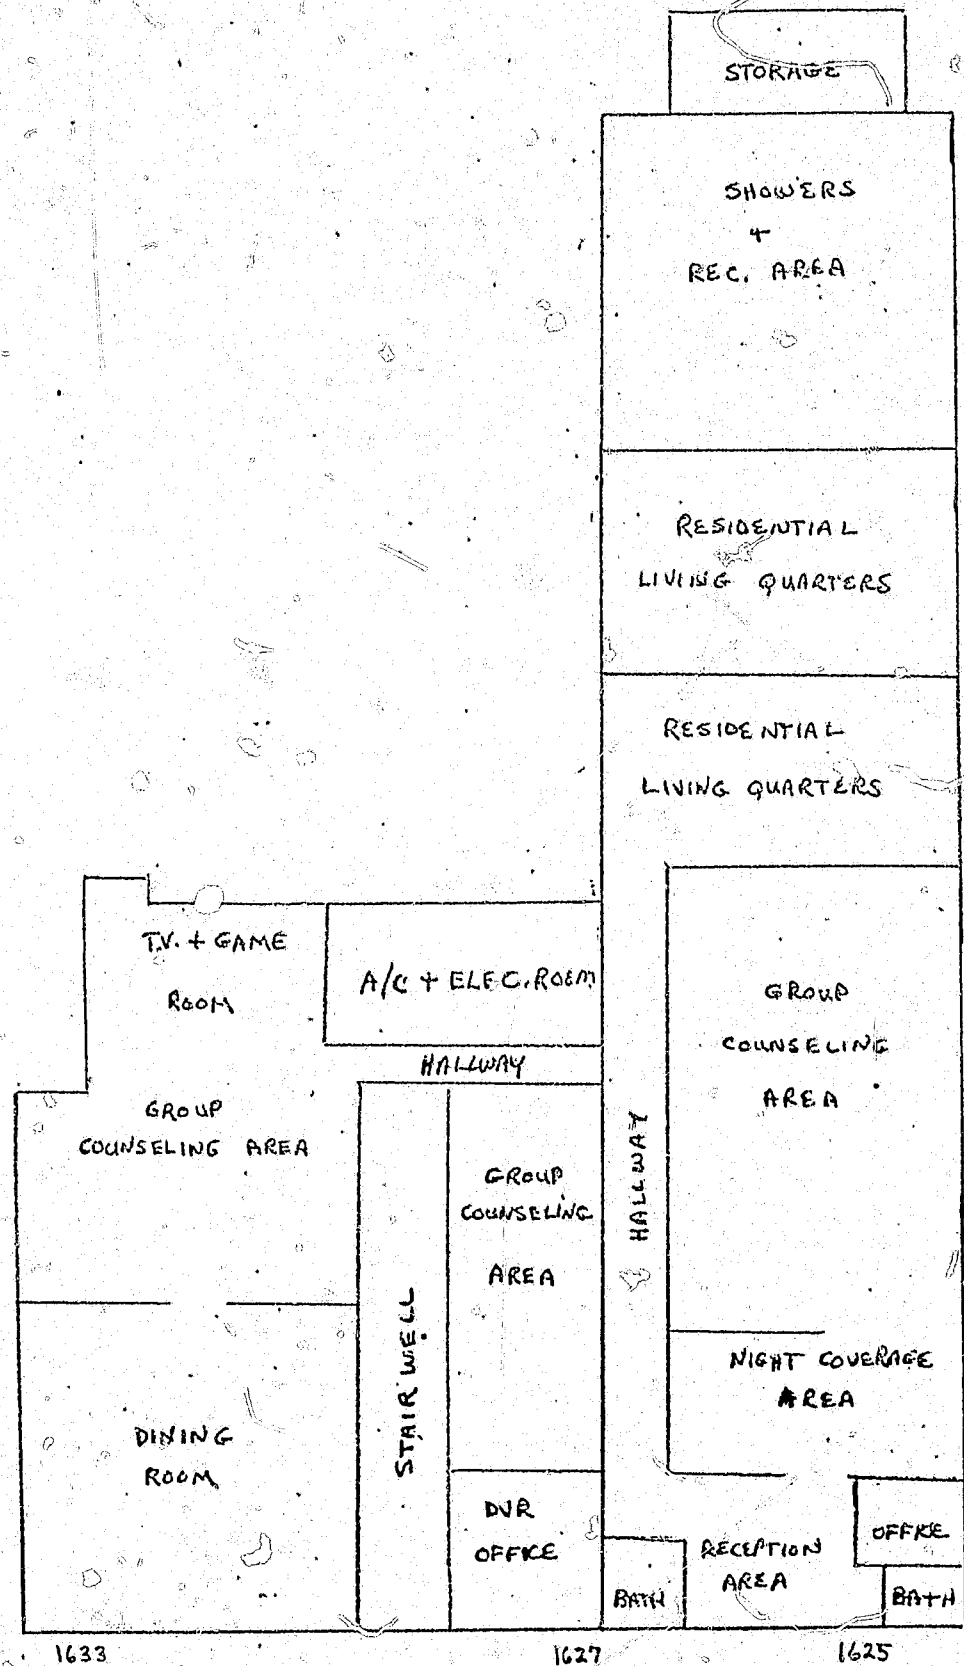 STORAGE
SHOWERS
+
REC. AREA
RESIDENTIAL
LIVING QUARTERS
RESIDENTIAL
LIVING QUARTERS
T.V. + GAME
ROOM
A/C + ELEC. ROOM
HALLWAY
GROUP
COUNSELING AREA
GROUP
COUNSELING
AREA
HALLWAY
GROUP
COUNSELING
AREA
STAIR WELL
NIGHT COVERAGE
AREA
DINING
ROOM
DVR
OFFICE
RECEPTION
AREA
OFFICE
BATH
BATH
1633
1627
1625